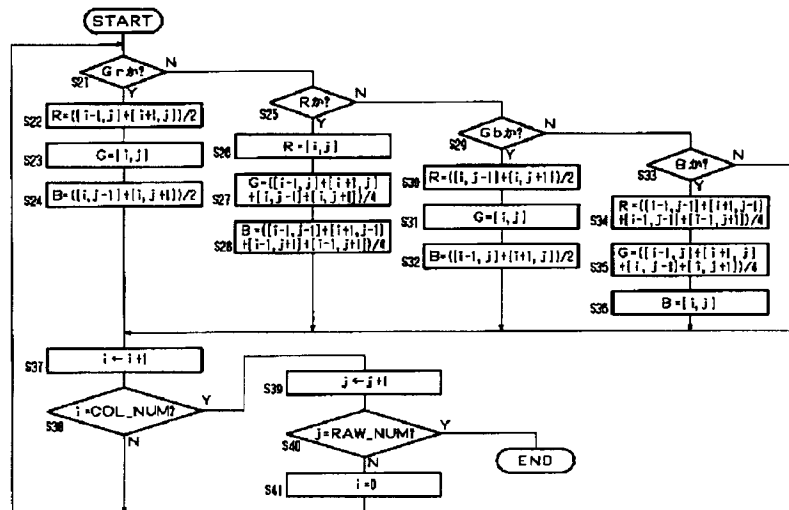 START
Grか?
N
Y
S21
R=([i-1,j]+[i+1,j])/2
S22
G=[i,j]
S23
B=([i,j-1]+[i,j+1])/2
S24
Rか?
N
Y
S25
R=[i,j]
S26
G=([i-1,j]+[i+1,j]
+[i,j-1]+[i,j+1])/4
S27
B=([i-1,j-1]+[i+1,j-1]
+[i-1,j+1]+[i-1,j+1])/4
S28
Gbか?
N
Y
S29
R=([i,j-1]+[i,j+1])/2
S30
G=[i,j]
S31
B=([i-1,j]+[i+1,j])/2
S32
Bか?
N
Y
S33
R=([i-1,j-1]+[i+1,j-1]
+[i-1,j-1]+[i-1,j+1])/4
S34
G=([i-1,j]+[i+1,j]
+[i,j-1]+[i,j+1])/4
S35
B=[i,j]
S36
i←i+1
S37
i=COL_NUM?
Y
N
S38
j←j+1
S39
j=RAW_NUM?
Y
N
S40
END
i=0
S41